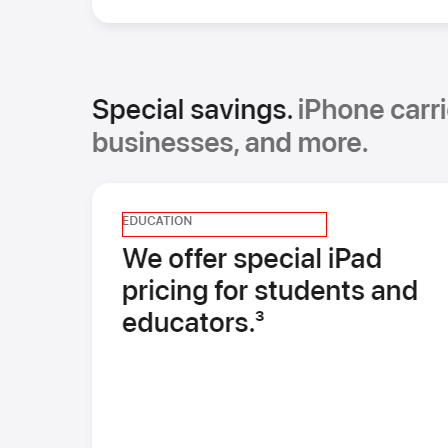 Special savings. iPhone carri
businesses, and more.
EDUCATION
We offer special iPad
pricing for students and
educators.³